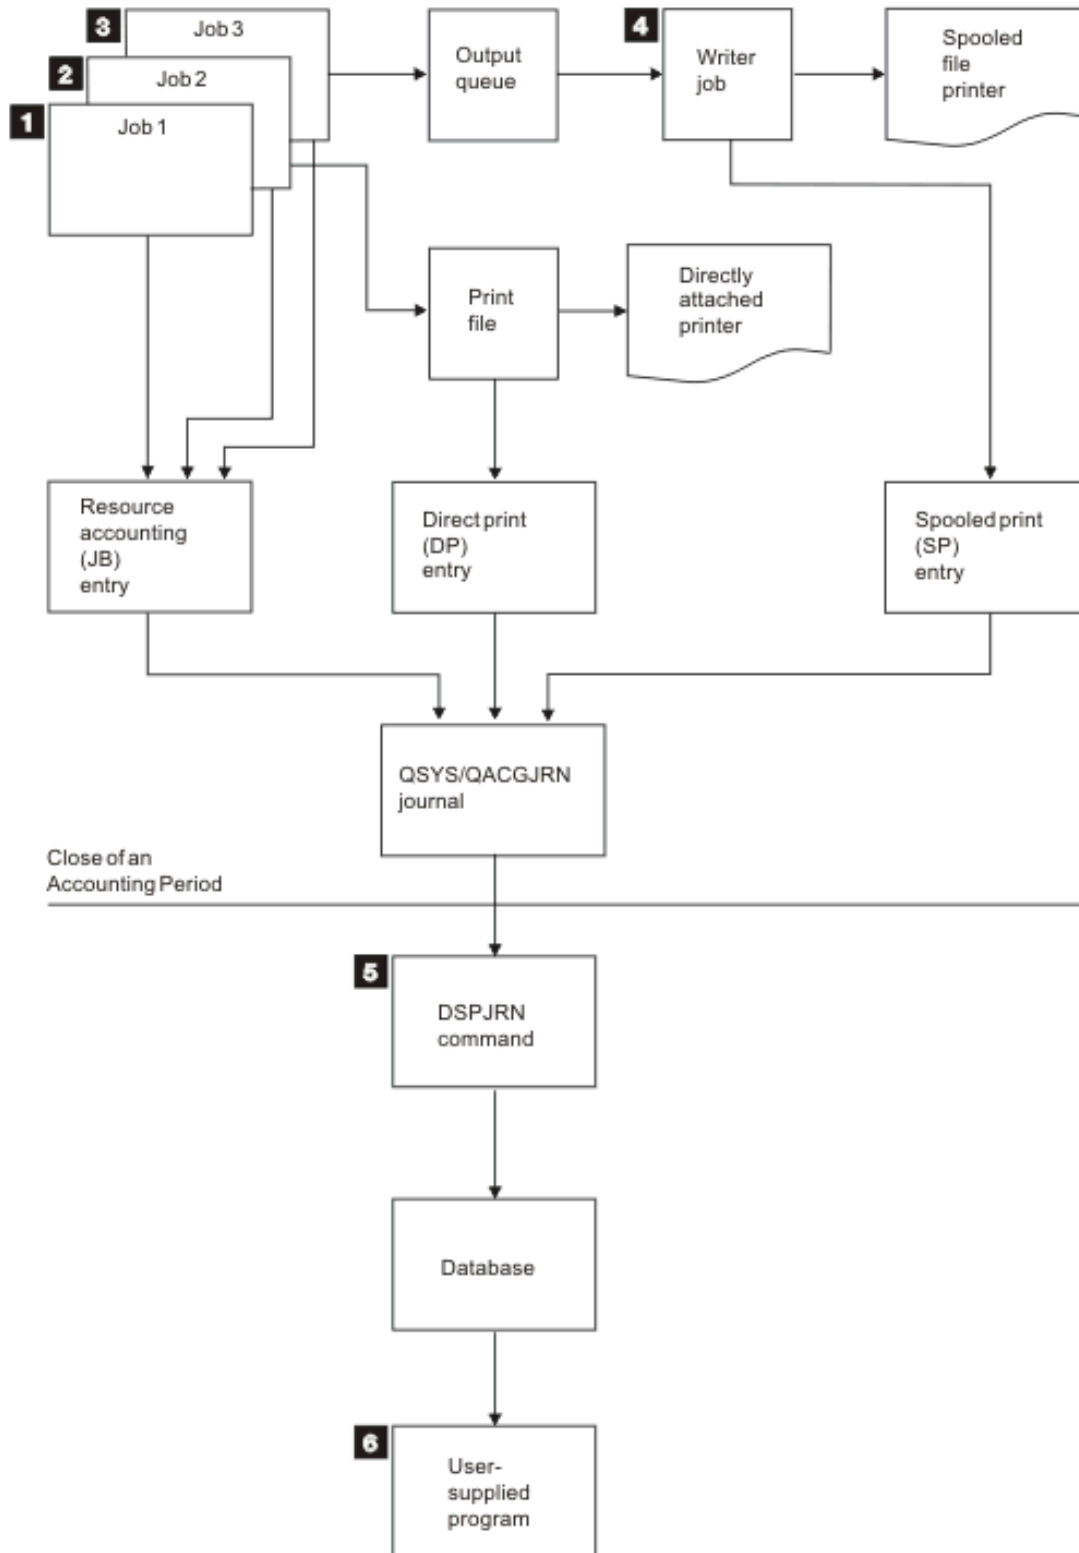 3
Job 3
2
Job 2
1
Job 1
Output
queue
4
Writer
job
Spooled
file
printer
Print
file
Directly
attached
printer
Resource
accounting
(JB)
entry
Direct print
(DP)
entry
Spooled print
(SP)
entry
QSYS/QACGJRN
journal
Close of an
Accounting Period
5
DSPJRN
command
Database
6
User-
supplied
program